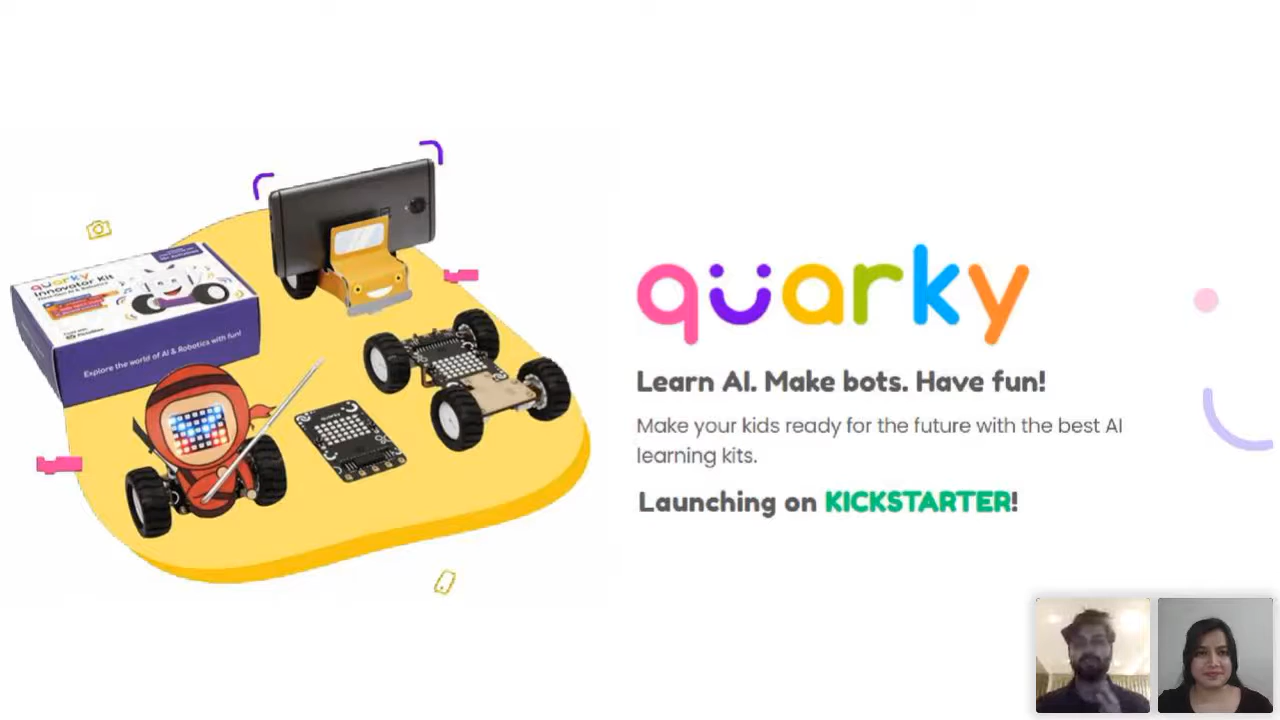 quarky
Innovator Kit
Explore the world of AI & Robotics with fun!
Quarky
quarky
Learn AI. Make bots. Have fun!
Make your kids ready for the future with the best AI
learning kits.
Launching on KICKSTARTER!